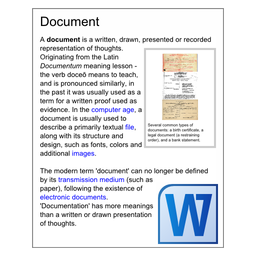 Document
A document is a written, drawn, presented or recorded
representation of thoughts.
Originating from the Latin
Documentum meaning lesson -
the verb doceō means to teach,
and is pronounced similarly, in
the past it was usually used as a
term for a written proof used as
evidence. In the computer age, a
document is usually used to
describe a primarily textual file,
along with its structure and
design, such as fonts, colors and
additional images.
Several common types of
documents: a birth certificate, a
legal document (a restraining
order), and a bank statement.
The modern term 'document' can no longer be defined
by its transmission medium (such as
paper), following the existence of
electronic documents.
'Documentation' has more meanings
than a written or drawn presentation
of thoughts.
W